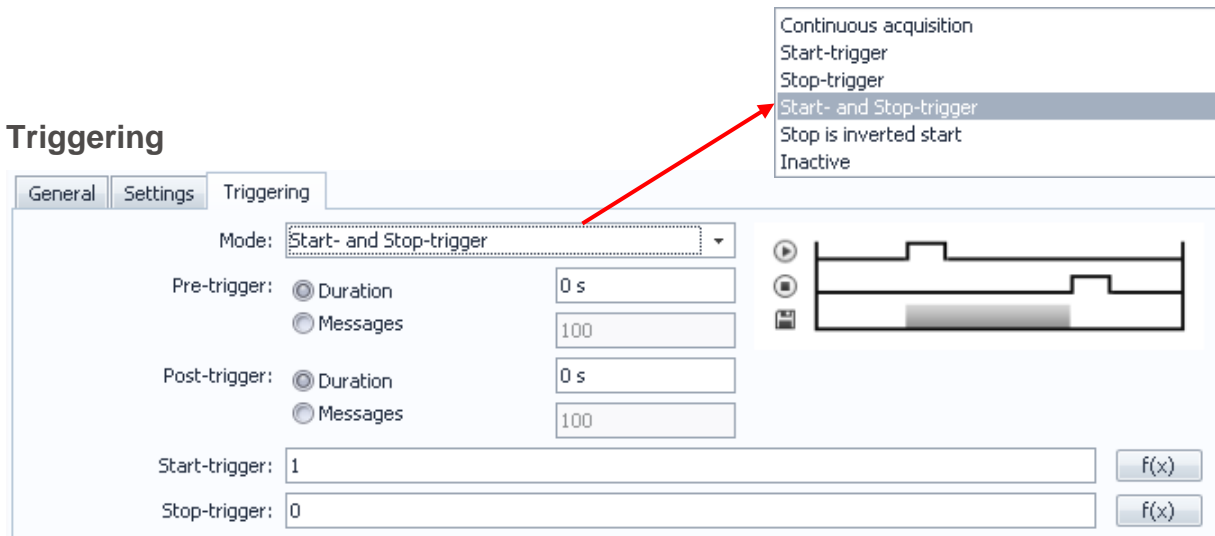 Continuous acquisition
Start-trigger
Stop-trigger
Start- and Stop-trigger
Stop is inverted start
Inactive
Triggering
General Settings Triggering
Mode: Start- and Stop-trigger
Pre-trigger: Duration 0 s
Messages 100
Post-trigger: Duration 0 s
Messages 100
Start-trigger: 1 f(x)
Stop-trigger: 0 f(x)